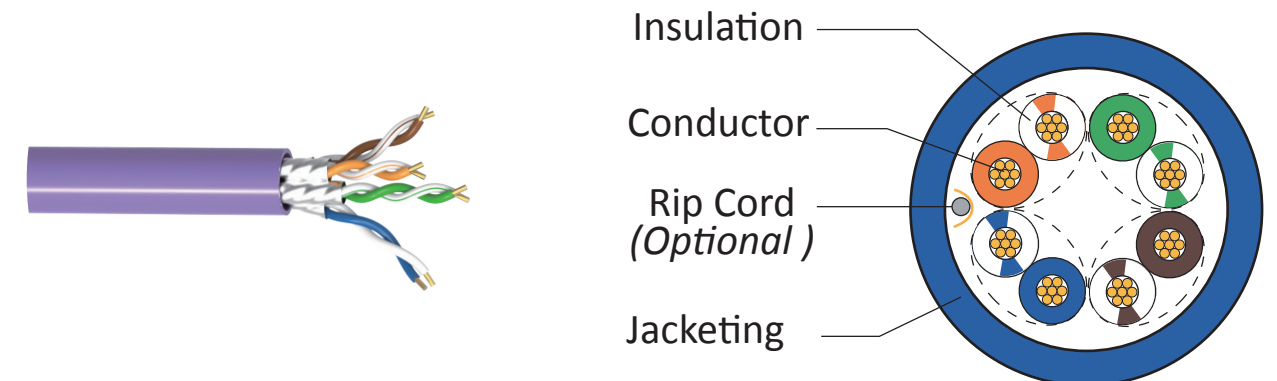 Insulation
Conductor
Rip Cord
(Optional )
Jacketing